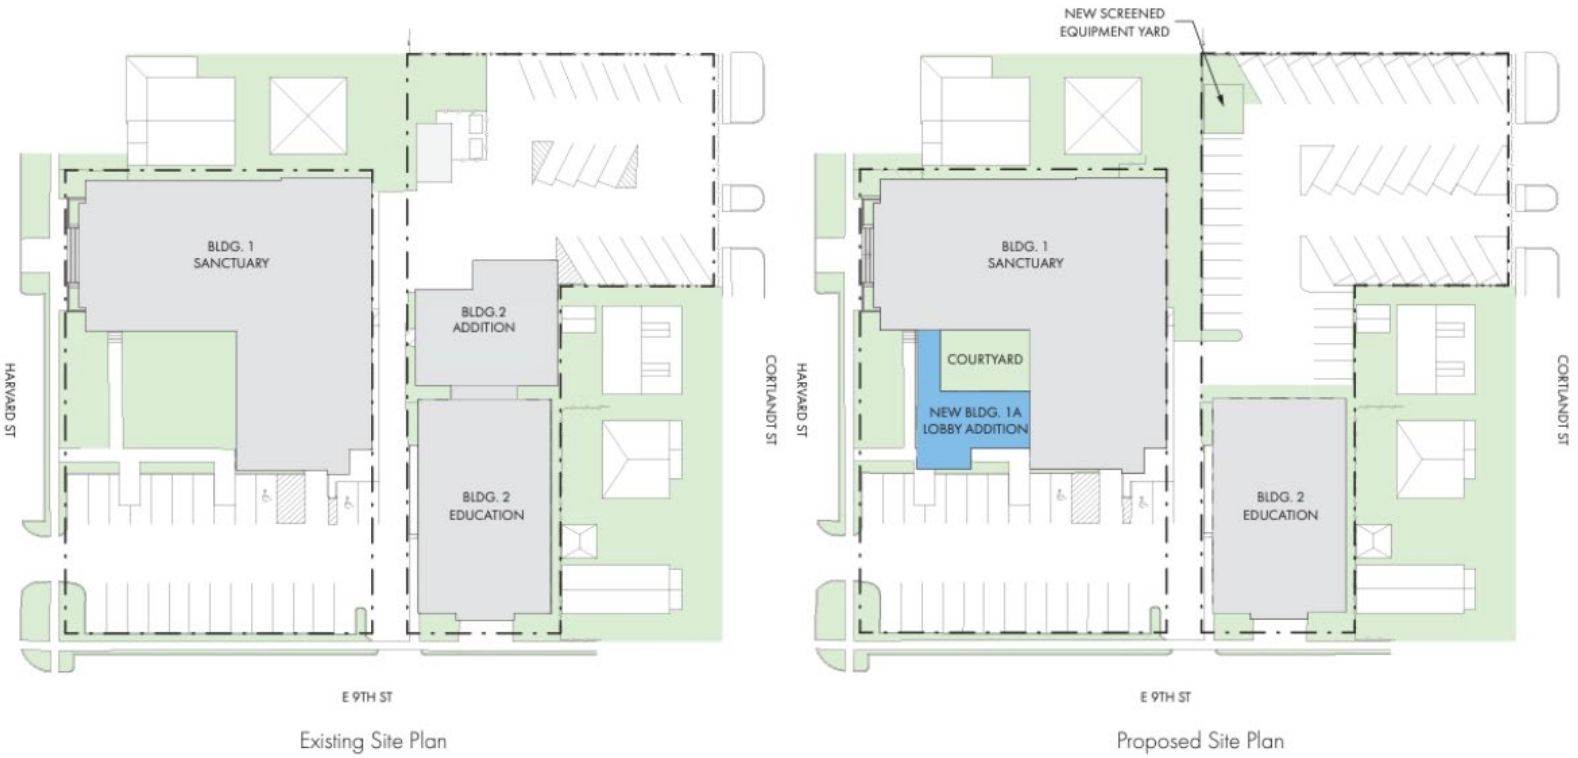 NEW SCREENED
EQUIPMENT YARD
BLDG. 1
SANCTUARY
BLDG.2
ADDITION
BLDG. 2
EDUCATION
HARVARD ST
CORTLANDT ST
E 9TH ST
Existing Site Plan
BLDG. 1
SANCTUARY
COURTYARD
NEW BLDG. 1A
LOBBY ADDITION
BLDG. 2
EDUCATION
HARVARD ST
CORTLANDT ST
E 9TH ST
Proposed Site Plan